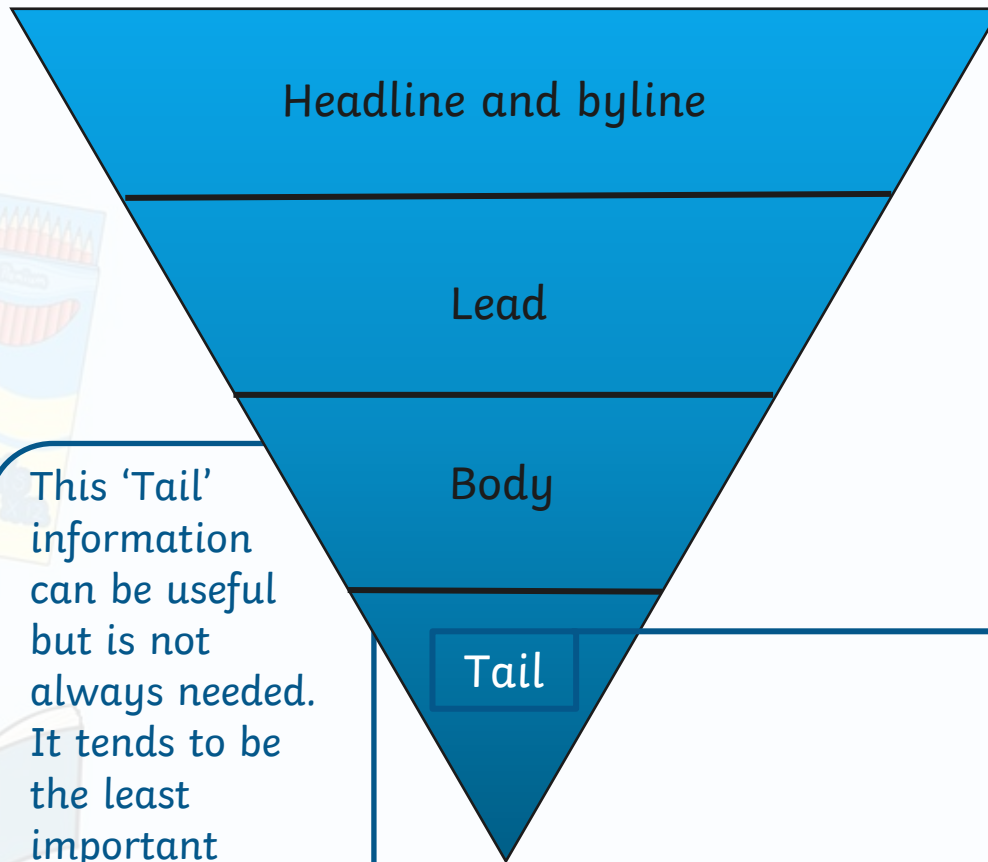 Headline and byline
Lead
Body
Tail
This ‘Tail’
information
can be useful
but is not
always needed.
It tends to be
the least
important